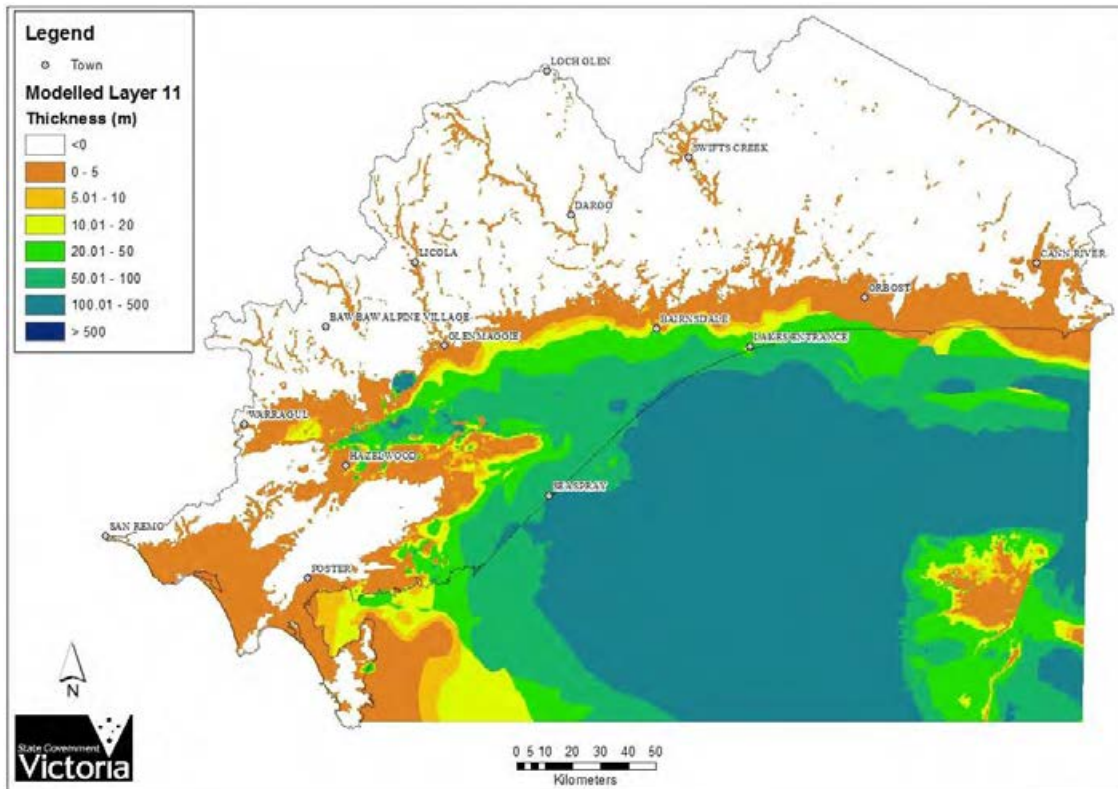 Legend
Town
Modelled Layer 11
Thickness (m)
<0
0 - 5
5.01 - 10
10.01 - 20
20.01 - 50
50.01 - 100
100.01 - 500
> 500
LOCH GLEN
SWIFTS CREEK
DARGO
LICOLA
CANN RIVER
ORBOST
BAW BAW ALPINE VILLAGE
BAIRNSDALE
GLENMAGGIE
LAKES ENTRANCE
WARRAGUL
HAZELWOOD
SEASPRAY
SAN REMO
FOSTER
N
State Government
Victoria
0 5 10 20 30 40 50
Kilometers